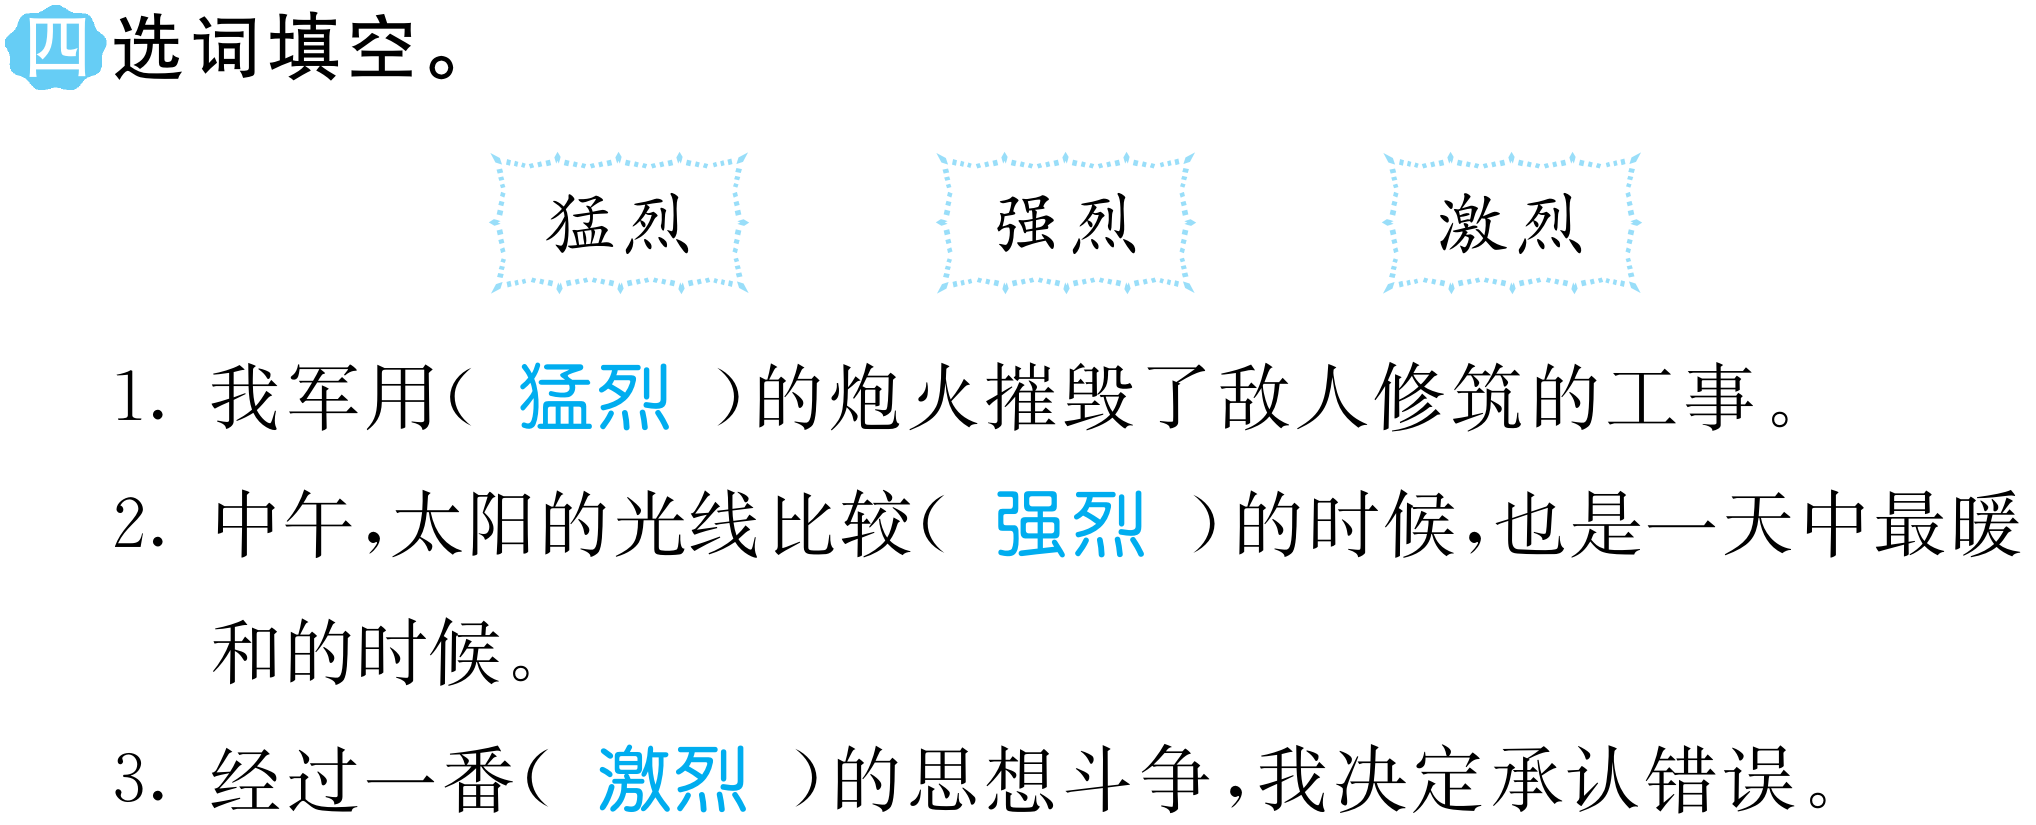 四 选词填空。
猛烈 强烈 激烈
1. 我军用( 猛烈 )的炮火摧毁了敌人修筑的工事。
2. 中午,太阳的光线比较( 强烈 )的时候,也是一天中最暖
和的时候。
3. 经过一番( 激烈 )的思想斗争,我决定承认错误。